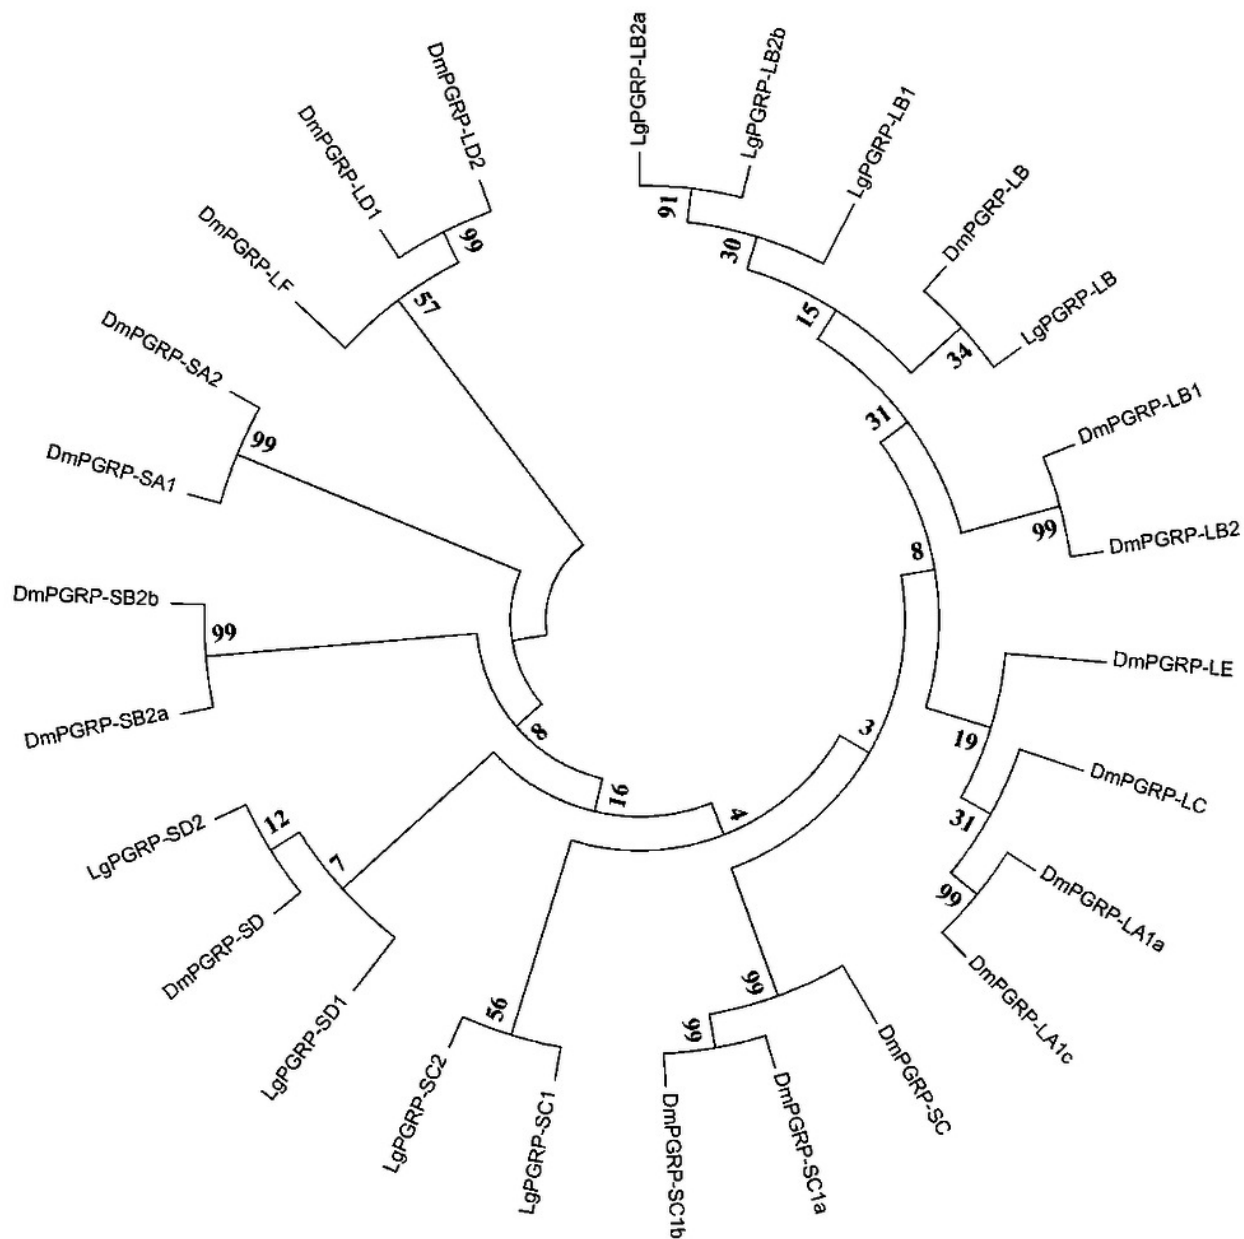 LgPGRP-LB2a
LgPGRP-LB2b
LgPGRP-LB1
DmPGRP-LB
LgPGRP-LB
DmPGRP-LB1
DmPGRP-LB2
DmPGRP-LE
DmPGRP-LC
DmPGRP-LA1a
DmPGRP-LA1c
DmPGRP-SC
DmPGRP-SC1a
DmPGRP-SC1b
LgPGRP-SC1
LgPGRP-SC2
LgPGRP-SD1
DmPGRP-SD
LgPGRP-SD2
DmPGRP-SB2a
DmPGRP-SB2b
DmPGRP-SA1
DmPGRP-SA2
DmPGRP-LF
DmPGRP-LD1
DmPGRP-LD2
91
30
15
34
31
99
8
19
31
99
3
99
99
4
56
16
7
12
8
99
99
57
99